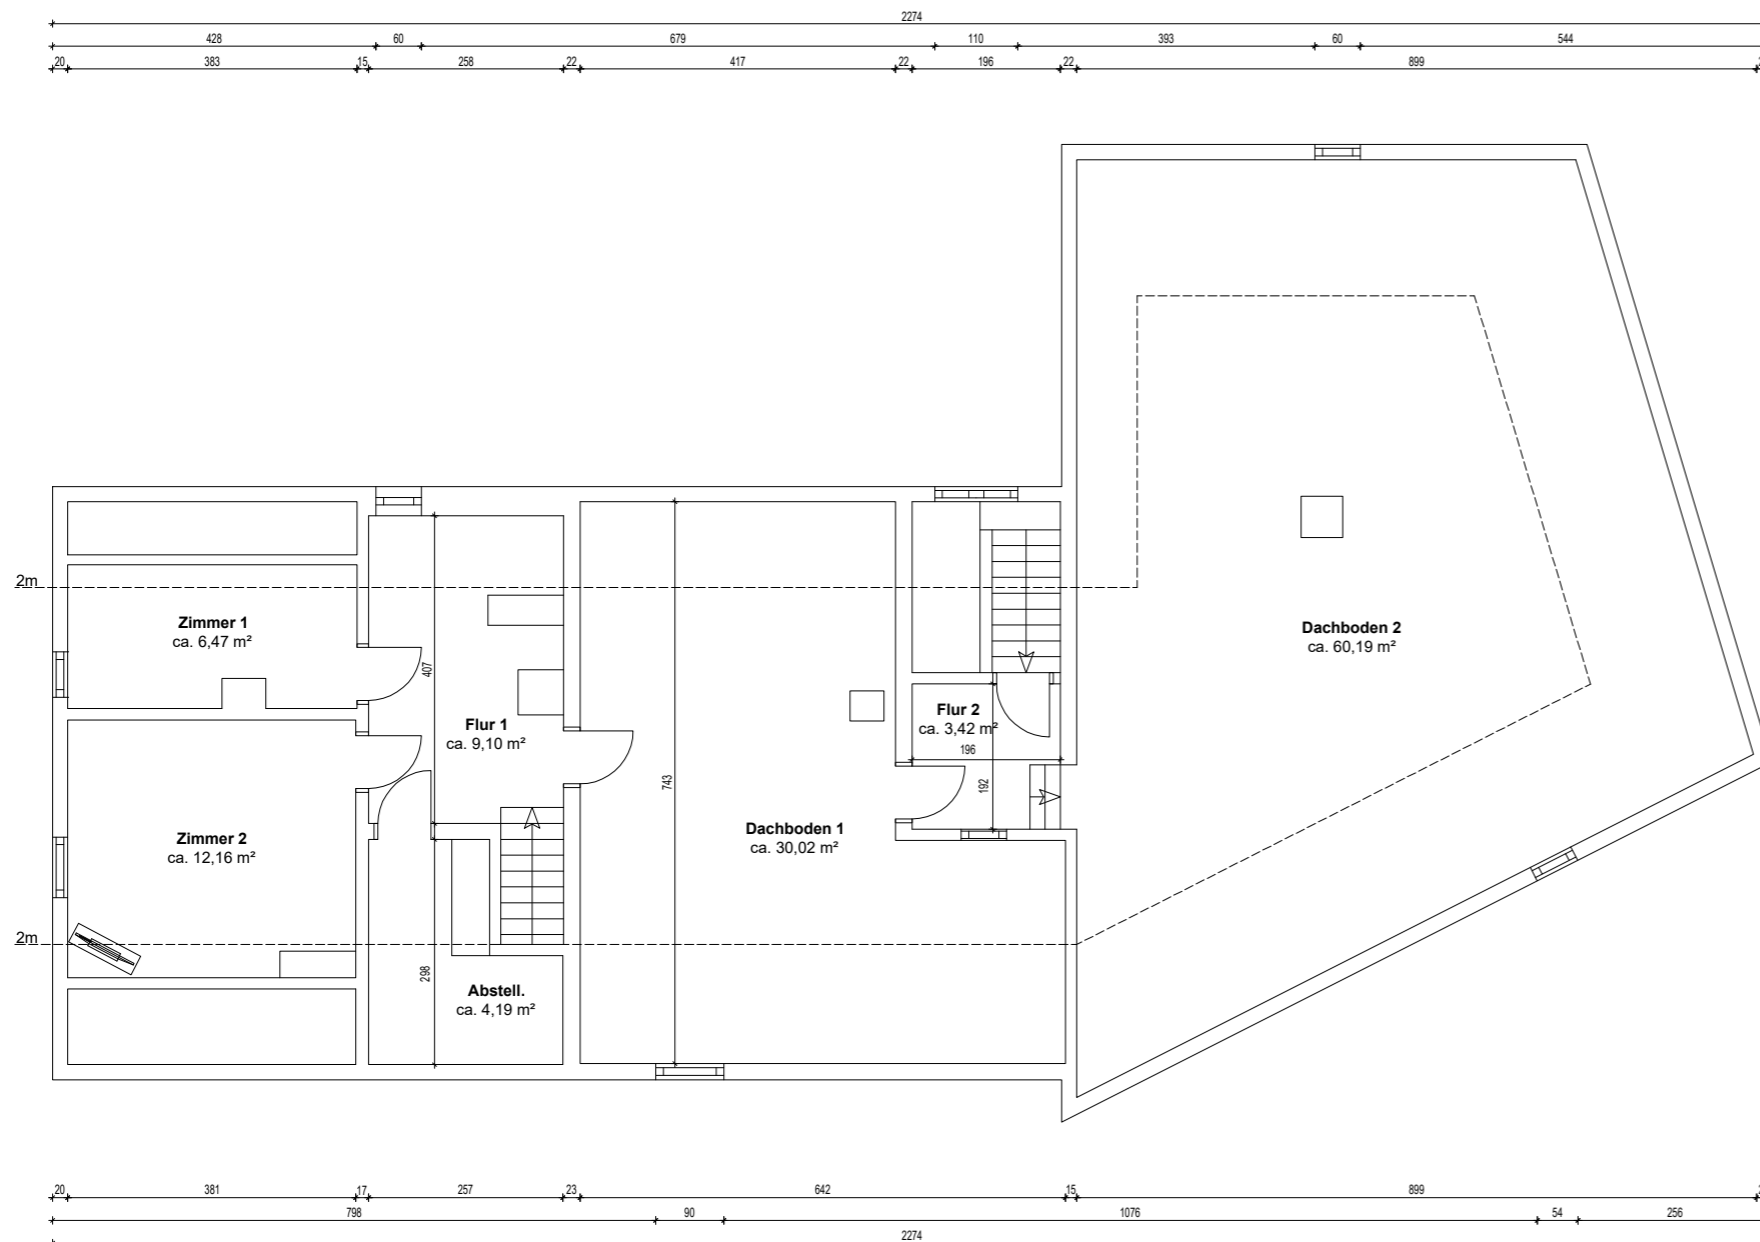 2274
428 60 679 110 393 60 544
20 383 15 258 22 417 22 196 22 899
2m
Zimmer 1
ca. 6,47 m²
Dachboden 2
ca. 60,19 m²
407
Flur 1
ca. 9,10 m²
Flur 2
ca. 3,42 m²
196
743
192
Zimmer 2
ca. 12,16 m²
Dachboden 1
ca. 30,02 m²
2m
298
Abstell.
ca. 4,19 m²
20 381 17 257 23 642 15 899
798 90 1076 54 256
2274